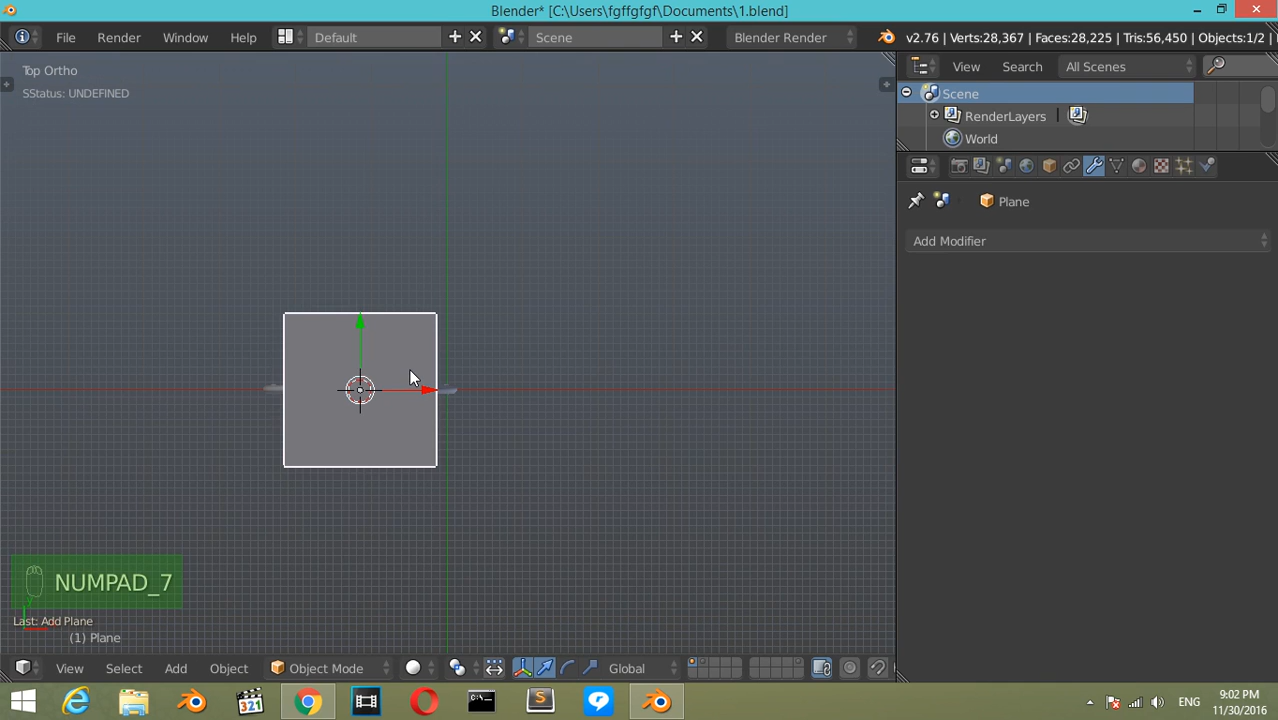 Blender* [C:\Users\fgffgfgf\Documents\1.blend]
File Render Window Help Default Scene Blender Render v2.76 | Verts:28,367 | Faces:28,225 | Tris:56,450 | Objects:1/2 |
Top Ortho
SStatus: UNDEFINED
View Search All Scenes
Scene
RenderLayers
World
Plane
Add Modifier
NUMPAD_7
Last: Add Plane
(1) Plane
View Select Add Object Object Mode Global
321
ENG
9:02 PM
11/30/2016